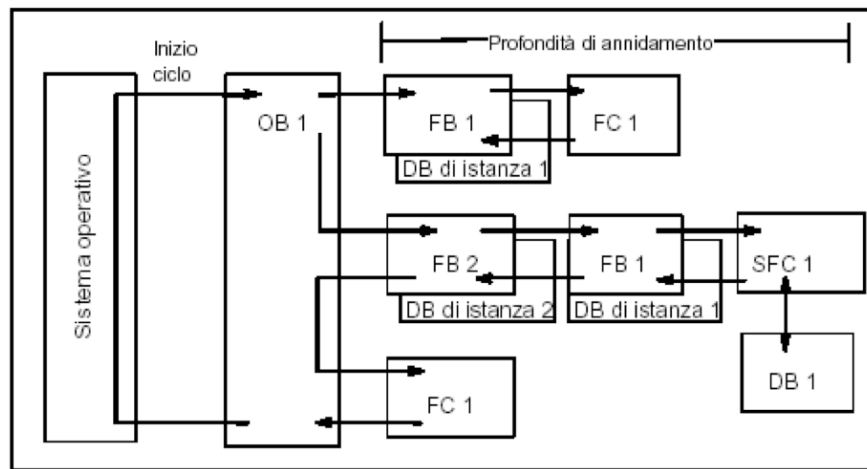 Profondità di annidamento
Inizio
ciclo
Sistema operativo
OB 1
FB 1
FC 1
DB di istanza 1
FB 2
FB 1
SFC 1
DB di istanza 2
DB di istanza 1
DB 1
FC 1